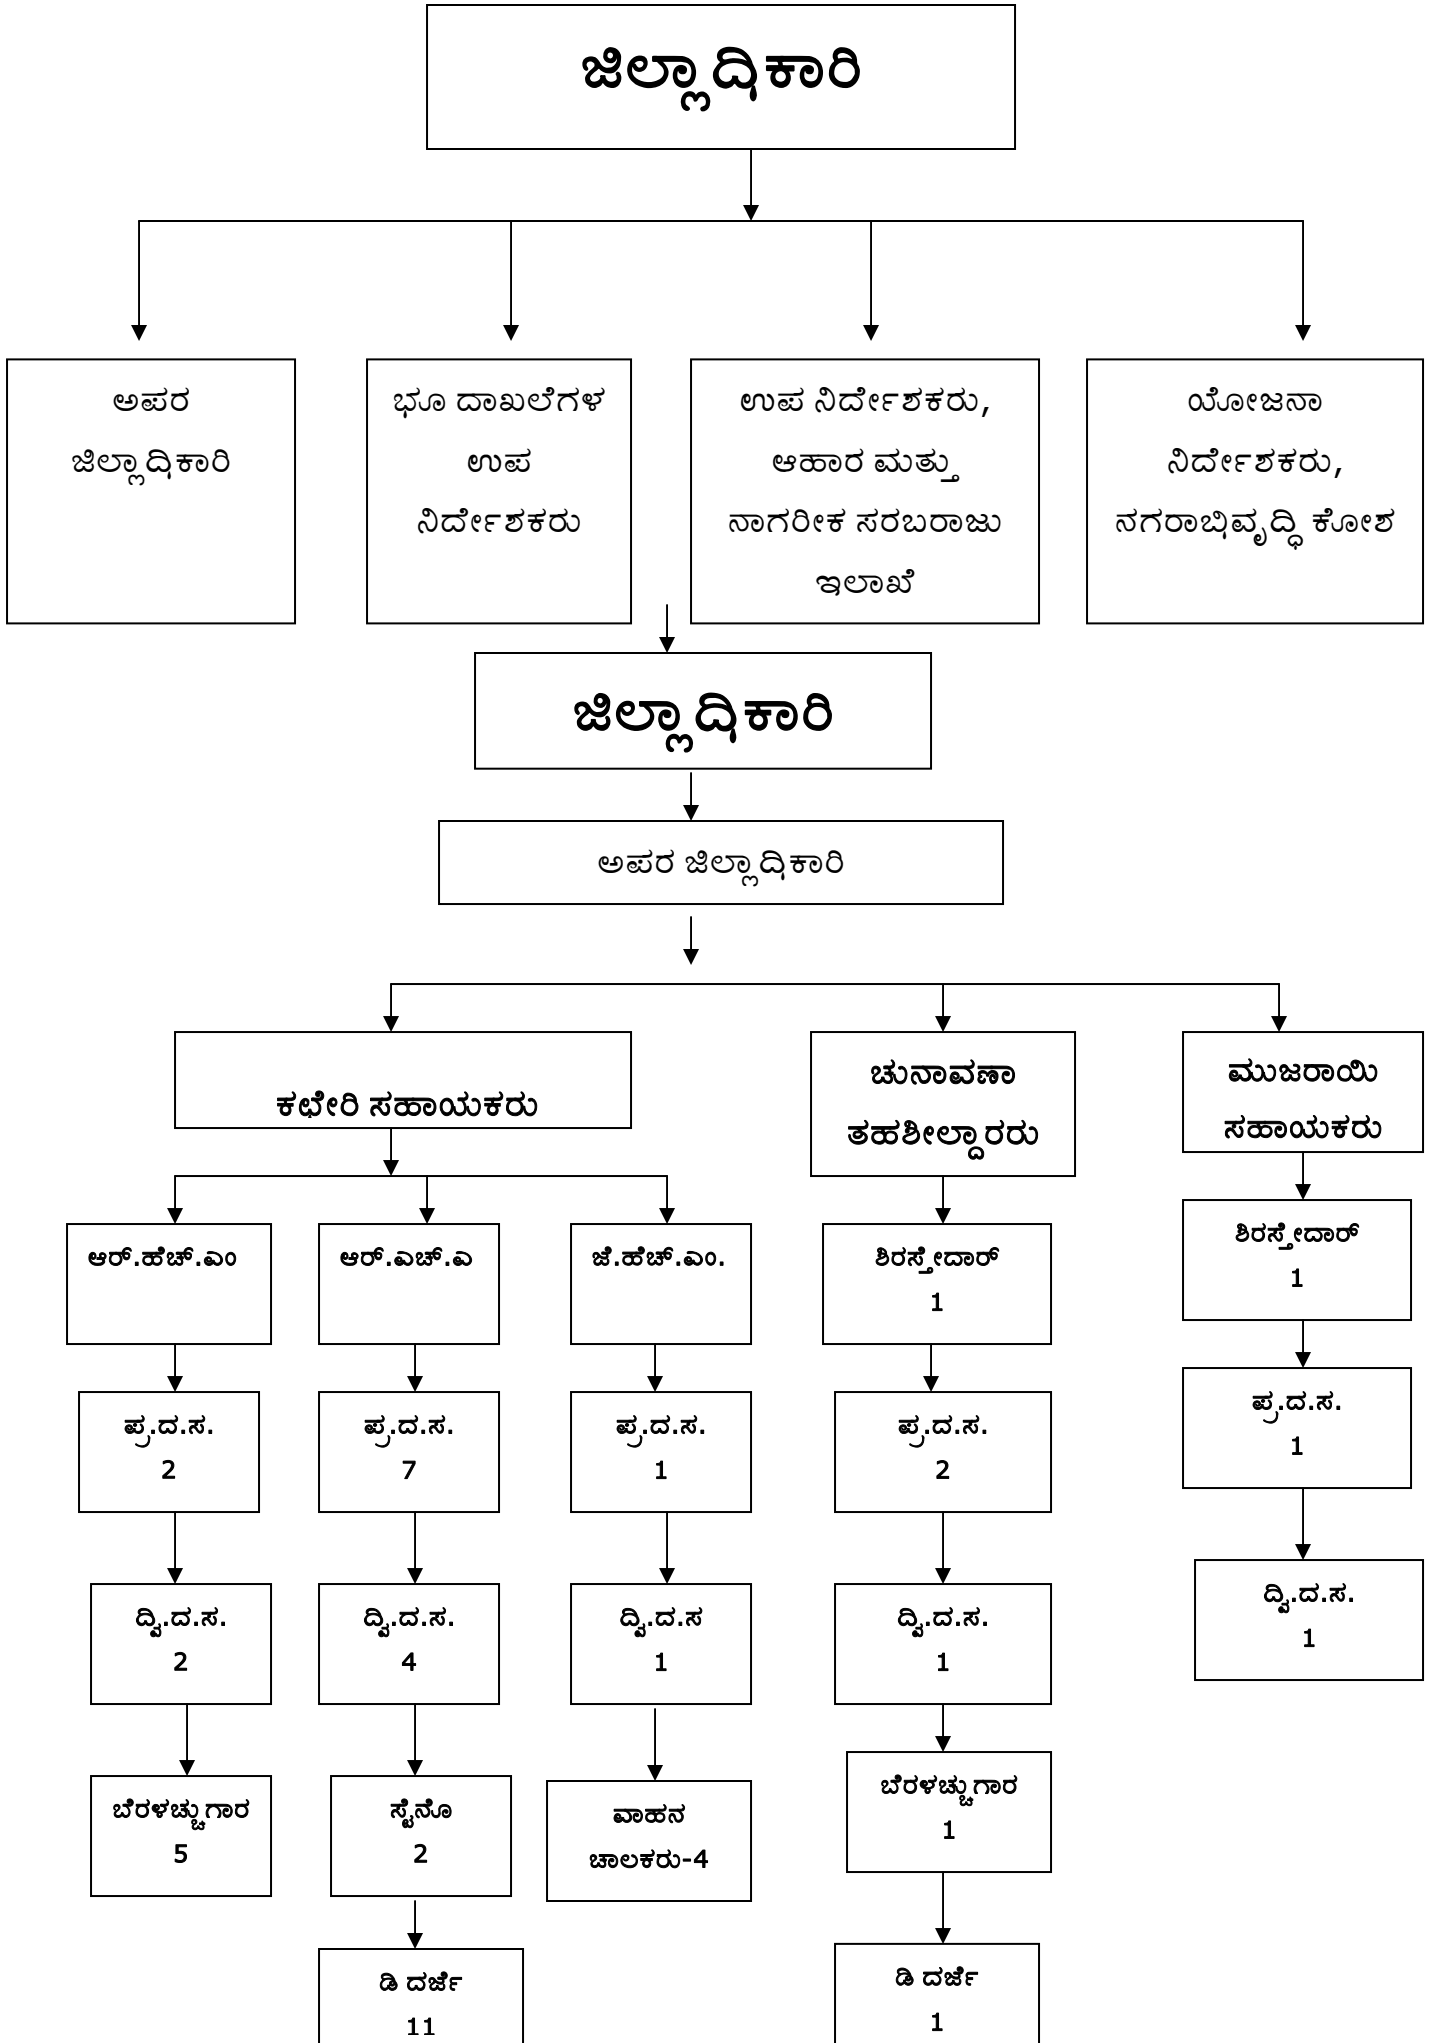 ಜಿಲ್ಲಾಧಿಕಾರಿ
ಅಪರ
ಜಿಲ್ಲಾಧಿಕಾರಿ
ಭೂ ದಾಖಲೆಗಳ
ಉಪ
ನಿರ್ದೇಶಕರು
ಉಪ ನಿರ್ದೇಶಕರು,
ಆಹಾರ ಮತ್ತು
ನಾಗರೀಕ ಸರಬರಾಜು
ಇಲಾಖೆ
ಯೋಜನಾ
ನಿರ್ದೇಶಕರು,
ನಗರಾಭಿವೃದ್ಧಿ ಕೋಶ
ಜಿಲ್ಲಾಧಿಕಾರಿ
ಅಪರ ಜಿಲ್ಲಾಧಿಕಾರಿ
ಕಛೇರಿ ಸಹಾಯಕರು
ಚುನಾವಣಾ
ತಹಶೀಲ್ದಾರರು
ಮುಜರಾಯಿ
ಸಹಾಯಕರು
ಆರ್.ಹೆಚ್.ಎಂ
ಆರ್.ಎಚ್.ಎ
ಜೆ.ಹೆಚ್.ಎಂ.
ಶಿರಸ್ತೇದಾರ್
1
ಶಿರಸ್ತೇದಾರ್
1
ಪ್ರ.ದ.ಸ.
2
ಪ್ರ.ದ.ಸ.
7
ಪ್ರ.ದ.ಸ.
1
ಪ್ರ.ದ.ಸ.
2
ಪ್ರ.ದ.ಸ.
1
ದ್ವಿ.ದ.ಸ.
2
ದ್ವಿ.ದ.ಸ.
4
ದ್ವಿ.ದ.ಸ
1
ದ್ವಿ.ದ.ಸ.
1
ದ್ವಿ.ದ.ಸ.
1
ಬೆರಳಚ್ಚುಗಾರ
5
ಸ್ಟೆನೊ
2
ವಾಹನ
ಚಾಲಕರು-4
ಬೆರಳಚ್ಚುಗಾರ
1
ಡಿ ದರ್ಜೆ
11
ಡಿ ದರ್ಜೆ
1